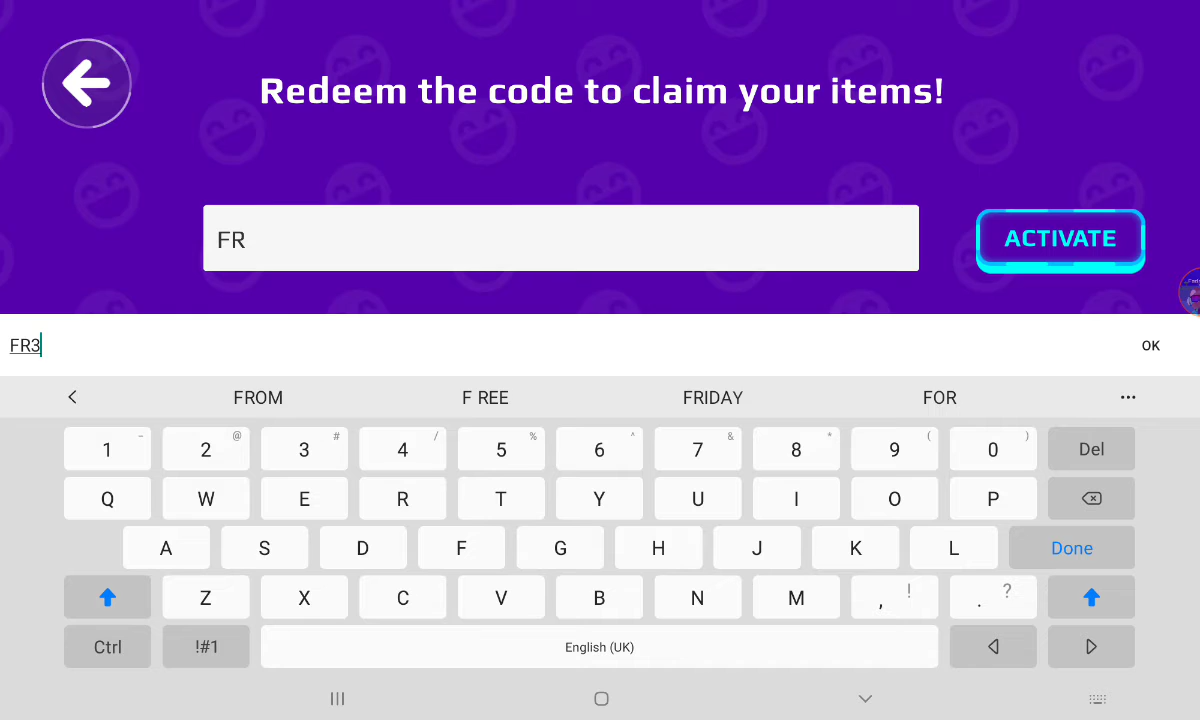 Redeem the code to claim your items!
FR
ACTIVATE
FR3
OK
FROM F REE FRIDAY FOR
1 - 2 @ 3 # 4 / 5 % 6 ^ 7 & 8 * 9 ( 0 ) Del
Q W E R T Y U I O P
A S D F G H J K L Done
Z X C V B N M , ! . ?
Ctrl !#1 English (UK)